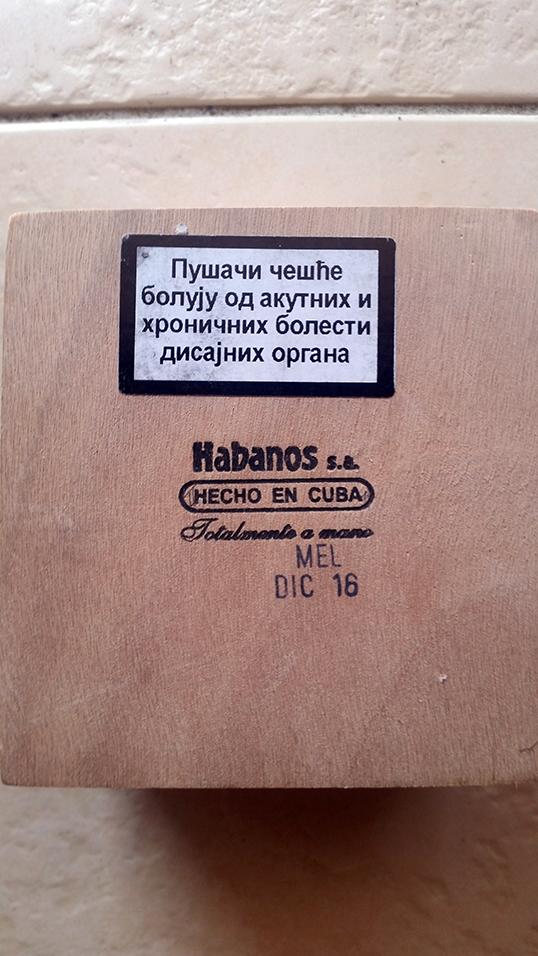 Пушачи чешће
болују од акутних и
хроничних болести
дисајних органа
Habanos s.a.
HECHO EN CUBA
Totalmente a mano
MEL
DIC 16